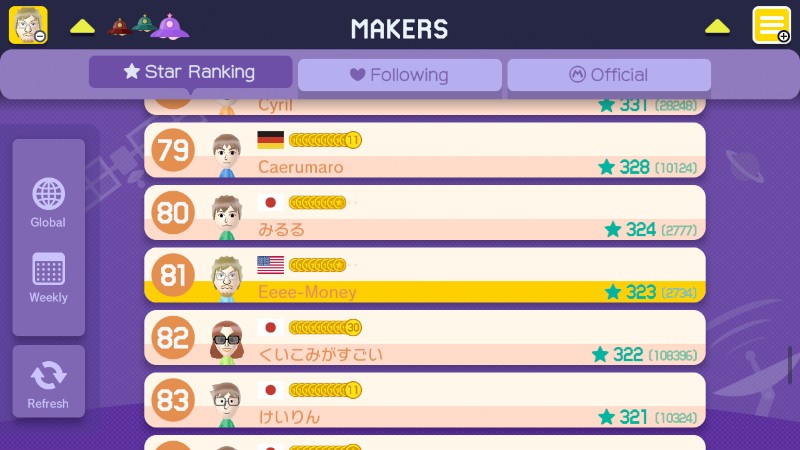 MAKERS
Star Ranking
Following
Official
Global
Weekly
Refresh
Cyril
331 (28248)
79
11
Caerumaro
328 (10124)
80
みるる
324 (2777)
81
Eeee-Money
323 (2734)
82
30
くいこみがすごい
322 (108396)
83
11
けいりん
321 (10324)